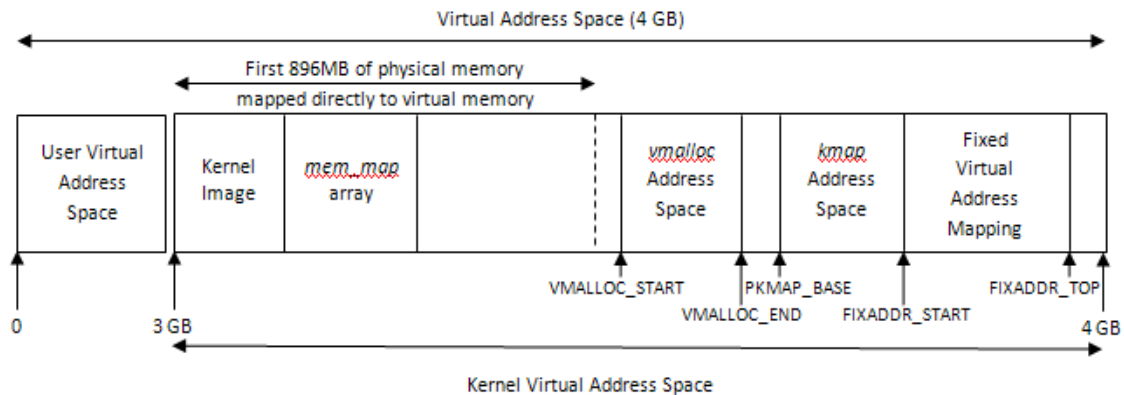 Virtual Address Space (4 GB)
First 896MB of physical memory
mapped directly to virtual memory
User Virtual
Address
Space
Kernel
Image
mem_map
array
vmalloc
Address
Space
kmap
Address
Space
Fixed
Virtual
Address
Mapping
VMALLOC_START
PKMAP_BASE
FIXADDR_TOP
VMALLOC_END
FIXADDR_START
0
3 GB
4 GB
Kernel Virtual Address Space